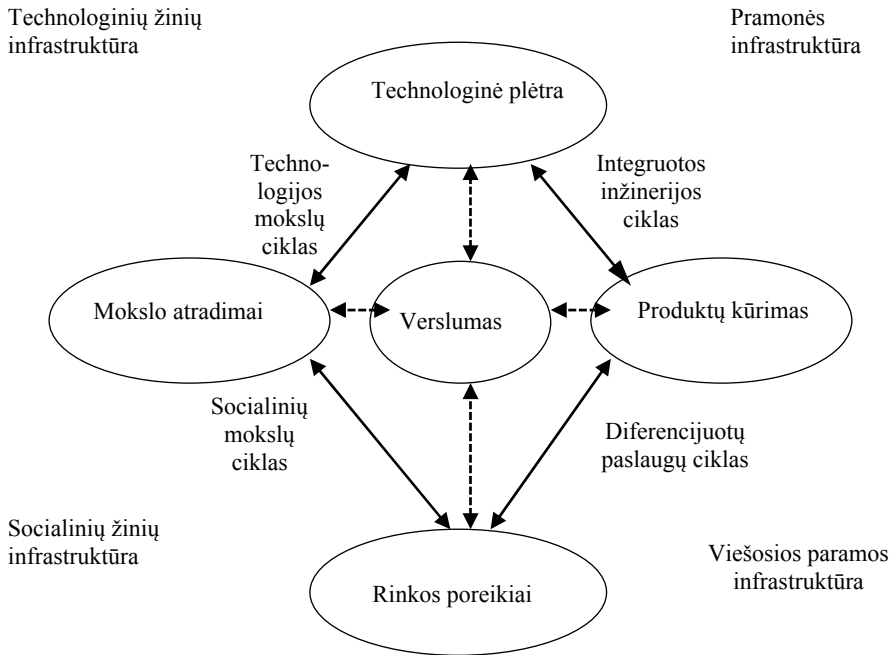 Technologinių žinių
infrastruktūra
Pramonės
infrastruktūra
Technologinė plėtra
Techno-
logijos
mokslų
ciklas
Integruotos
inžinerijos
ciklas
Mokslo atradimai
Verslumas
Produktų kūrimas
Socialinių
mokslų
ciklas
Diferencijuotų
paslaugų ciklas
Socialinių žinių
infrastruktūra
Viešosios paramos
infrastruktūra
Rinkos poreikiai